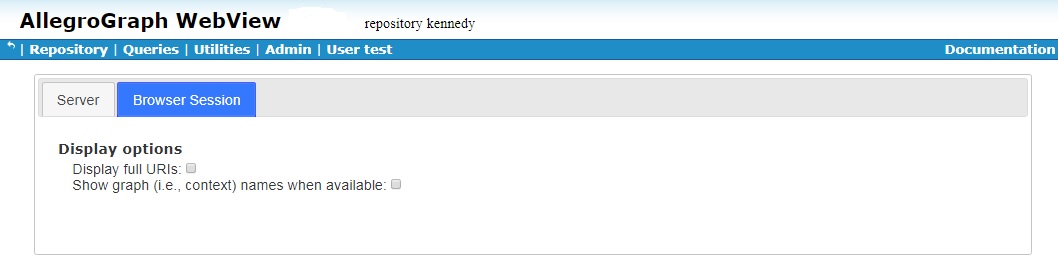 AllegroGraph WebView repository kennedy
| Repository | Queries | Utilities | Admin | User test Documentation
Server Browser Session
Display options
Display full URIs:
Show graph (i.e., context) names when available: